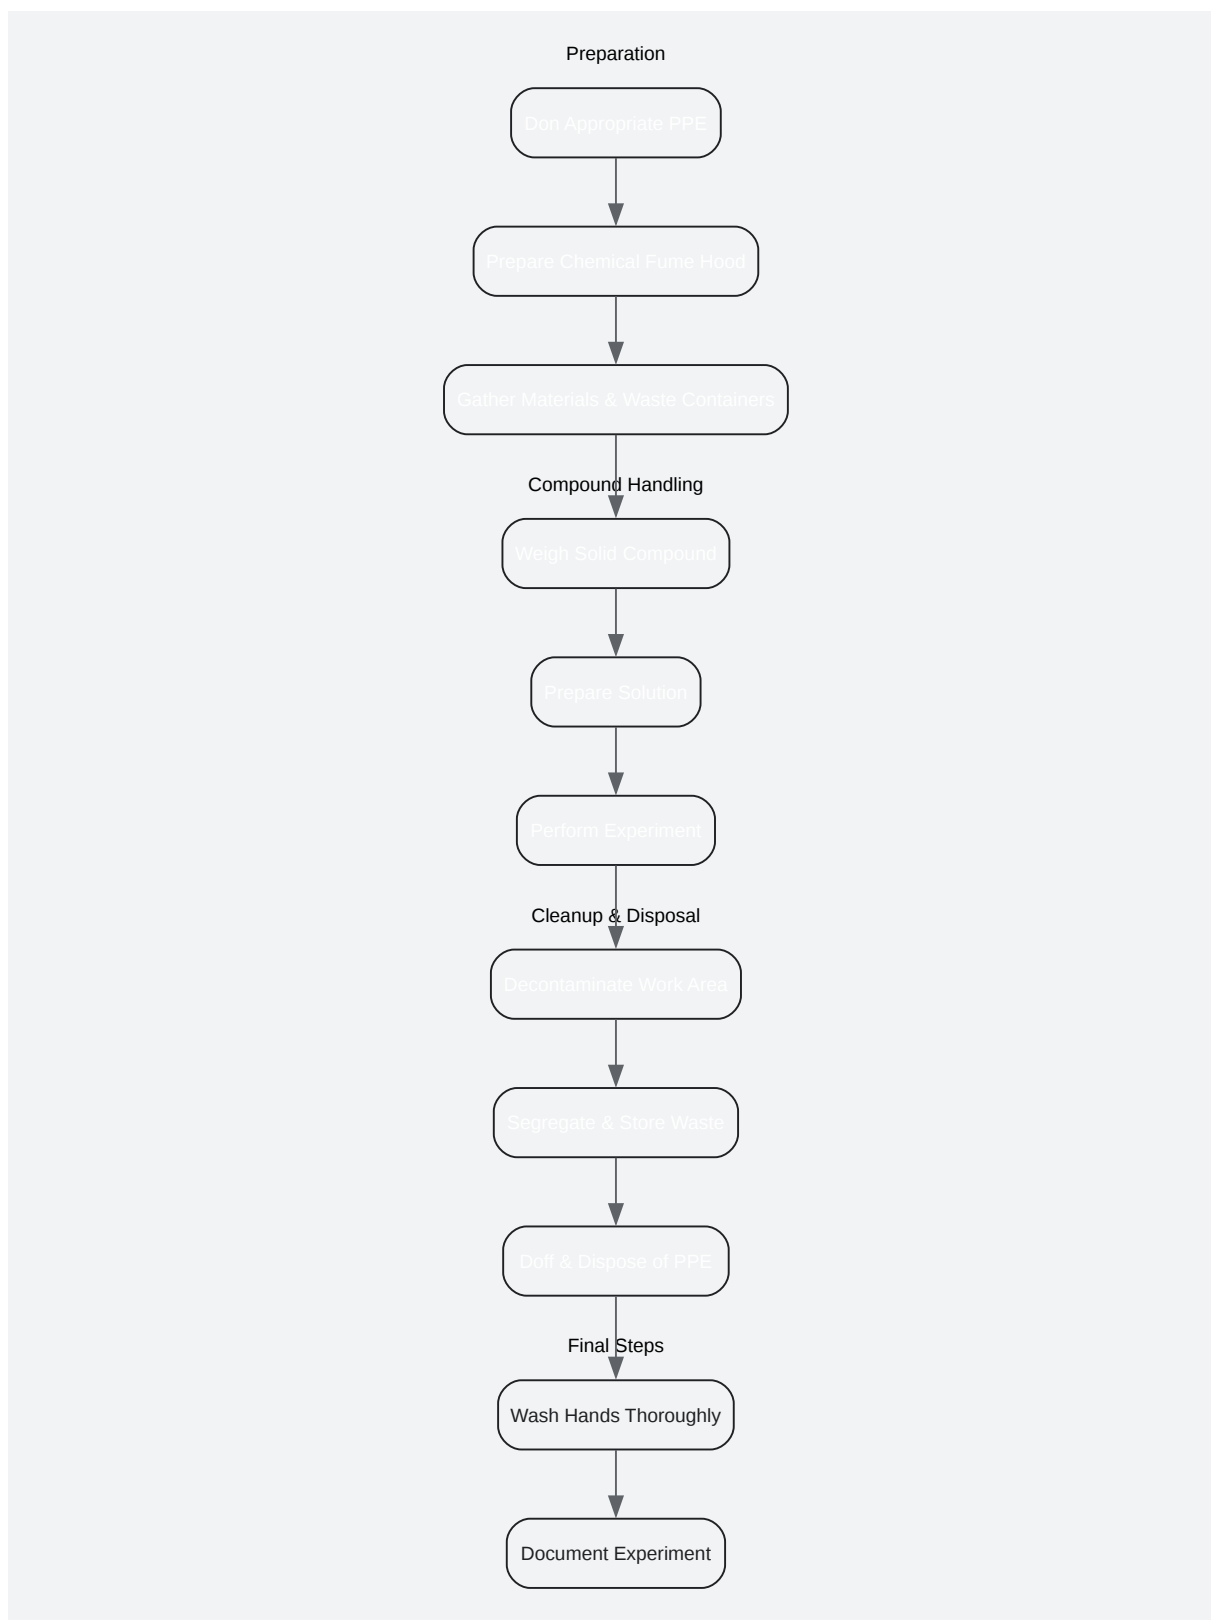 Preparation
Don Appropriate PPE
Prepare Chemical Fume Hood
Gather Materials & Waste Containers
Compound Handling
Weigh Solid Compound
Prepare Solution
Perform Experiment
Cleanup & Disposal
Decontaminate Work Area
Segregate & Store Waste
Doff & Dispose of PPE
Final Steps
Wash Hands Thoroughly
Document Experiment